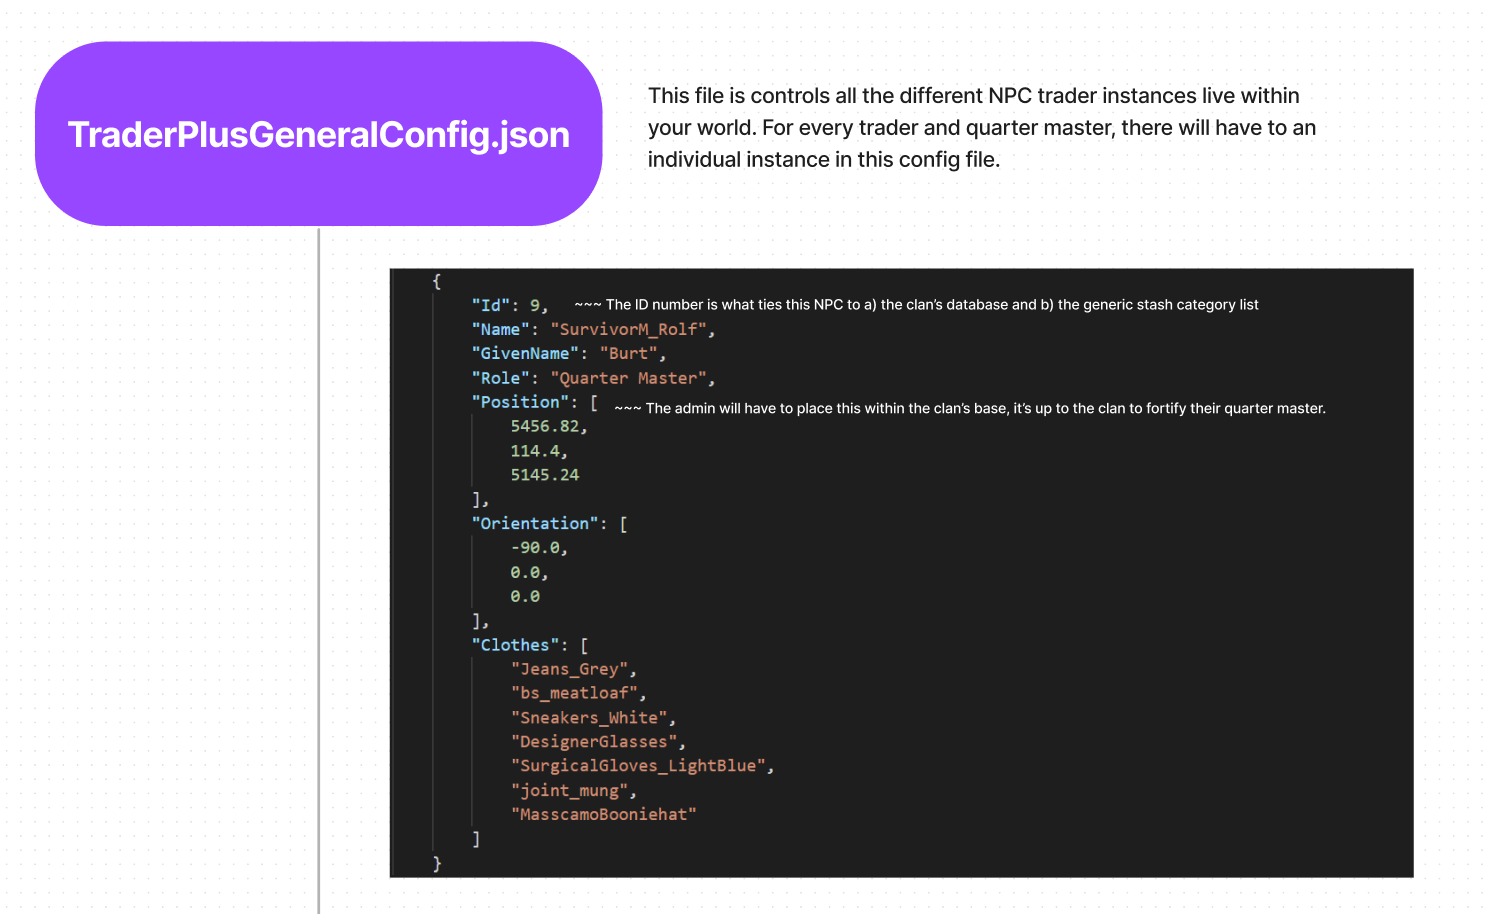 TraderPlusGeneralConfig.json
This file is controls all the different NPC trader instances live within
your world. For every trader and quarter master, there will have to an
individual instance in this config file.
{
"Id": 9, ~~~ The ID number is what ties this NPC to a) the clan’s database and b) the generic stash category list
"Name": "SurvivorM_Rolf",
"GivenName": "Burt",
"Role": "Quarter Master",
"Position": [ ~~~ The admin will have to place this within the clan’s base, it’s up to the clan to fortify their quarter master.
5456.82,
114.4,
5145.24
],
"Orientation": [
-90.0,
0.0,
0.0
],
"Clothes": [
"Jeans_Grey",
"bs_meatloaf",
"Sneakers_White",
"DesignerGlasses",
"SurgicalGloves_LightBlue",
"joint_mung",
"MasscamoBooniehat"
]
}